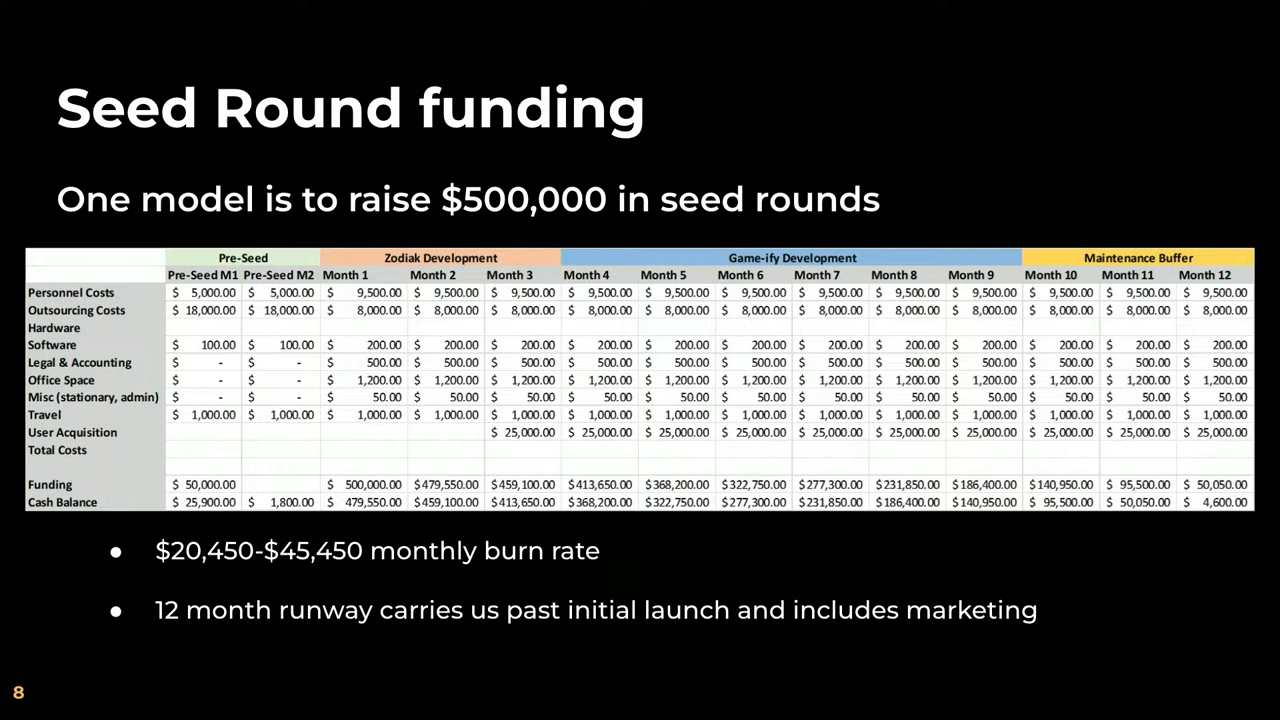 Seed Round funding
One model is to raise $500,000 in seed rounds
Pre-Seed Zodiak Development Game-ify Development Maintenance Buffer
Pre-Seed M1 Pre-Seed M2 Month 1 Month 2 Month 3 Month 4 Month 5 Month 6 Month 7 Month 8 Month 9 Month 10 Month 11 Month 12
Personnel Costs $ 5,000.00 $ 5,000.00 $ 9,500.00 $ 9,500.00 $ 9,500.00 $ 9,500.00 $ 9,500.00 $ 9,500.00 $ 9,500.00 $ 9,500.00 $ 9,500.00 $ 9,500.00 $ 9,500.00 $ 9,500.00
Outsourcing Costs $ 18,000.00 $ 18,000.00 $ 8,000.00 $ 8,000.00 $ 8,000.00 $ 8,000.00 $ 8,000.00 $ 8,000.00 $ 8,000.00 $ 8,000.00 $ 8,000.00 $ 8,000.00 $ 8,000.00 $ 8,000.00
Hardware
Software $ 100.00 $ 100.00 $ 200.00 $ 200.00 $ 200.00 $ 200.00 $ 200.00 $ 200.00 $ 200.00 $ 200.00 $ 200.00 $ 200.00 $ 200.00 $ 200.00
Legal & Accounting $ - $ - $ 500.00 $ 500.00 $ 500.00 $ 500.00 $ 500.00 $ 500.00 $ 500.00 $ 500.00 $ 500.00 $ 500.00 $ 500.00 $ 500.00
Office Space $ - $ - $ 1,200.00 $ 1,200.00 $ 1,200.00 $ 1,200.00 $ 1,200.00 $ 1,200.00 $ 1,200.00 $ 1,200.00 $ 1,200.00 $ 1,200.00 $ 1,200.00 $ 1,200.00
Misc (stationary, admin) $ - $ - $ 50.00 $ 50.00 $ 50.00 $ 50.00 $ 50.00 $ 50.00 $ 50.00 $ 50.00 $ 50.00 $ 50.00 $ 50.00 $ 50.00
Travel $ 1,000.00 $ 1,000.00 $ 1,000.00 $ 1,000.00 $ 1,000.00 $ 1,000.00 $ 1,000.00 $ 1,000.00 $ 1,000.00 $ 1,000.00 $ 1,000.00 $ 1,000.00 $ 1,000.00 $ 1,000.00
User Acquisition $ 25,000.00 $ 25,000.00 $ 25,000.00 $ 25,000.00 $ 25,000.00 $ 25,000.00 $ 25,000.00 $ 25,000.00 $ 25,000.00 $ 25,000.00
Total Costs
Funding $ 50,000.00 $ 500,000.00 $479,550.00 $459,100.00 $413,650.00 $368,200.00 $322,750.00 $277,300.00 $231,850.00 $186,400.00 $140,950.00 $ 95,500.00 $ 50,050.00
Cash Balance $ 25,900.00 $ 1,800.00 $ 479,550.00 $459,100.00 $413,650.00 $368,200.00 $322,750.00 $277,300.00 $231,850.00 $186,400.00 $140,950.00 $ 95,500.00 $ 50,050.00 $ 4,600.00
● $20,450-$45,450 monthly burn rate
● 12 month runway carries us past initial launch and includes marketing
8